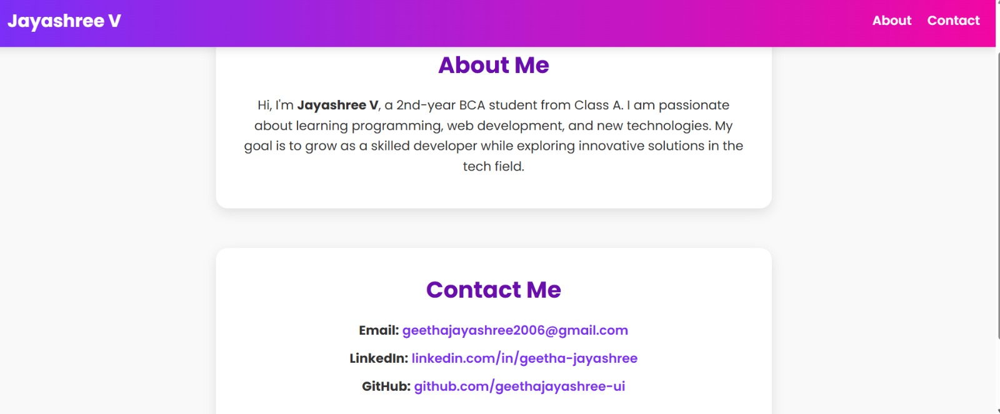 Jayashree V
About Contact
About Me
Hi, I'm Jayashree V, a 2nd-year BCA student from Class A. I am passionate
about learning programming, web development, and new technologies. My
goal is to grow as a skilled developer while exploring innovative solutions in the
tech field.
Contact Me
Email: geethajayashree2006@gmail.com
LinkedIn: linkedin.com/in/geetha-jayashree
GitHub: github.com/geethajayashree-ui